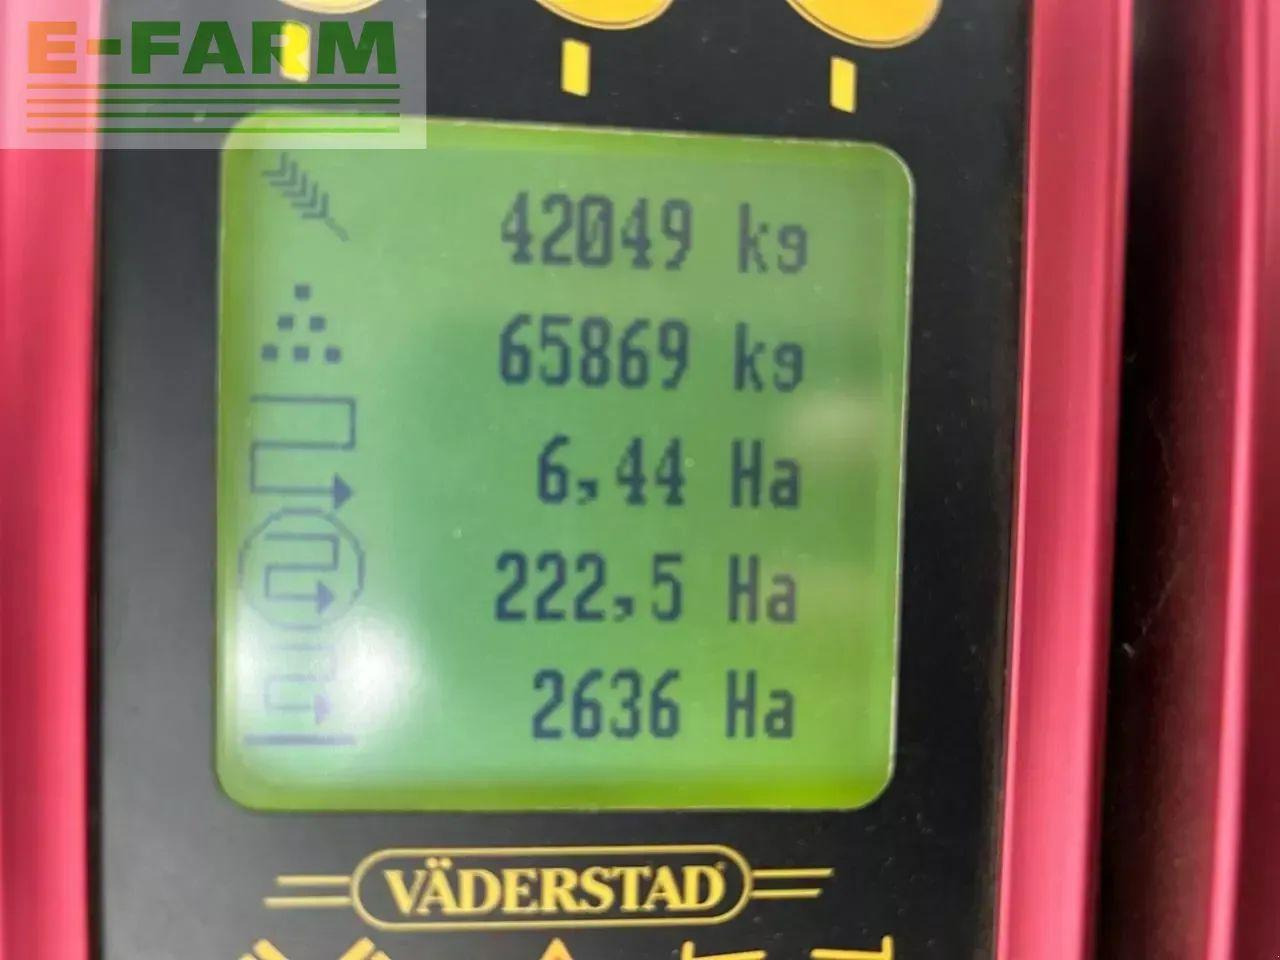 E-FARM
42049 kg
65869 kg
6,44 Ha
222,5 Ha
2636 Ha
VÄDERSTAD